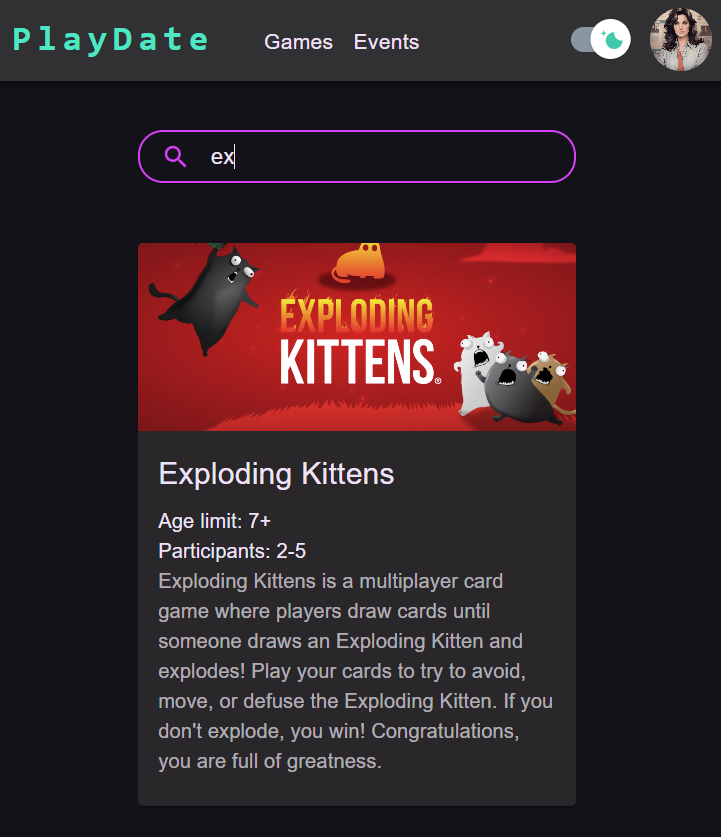 PlayDate Games Events
ex
EXPLODING
KITTENS®
Exploding Kittens
Age limit: 7+
Participants: 2-5
Exploding Kittens is a multiplayer card
game where players draw cards until
someone draws an Exploding Kitten and
explodes! Play your cards to try to avoid,
move, or defuse the Exploding Kitten. If you
don't explode, you win! Congratulations,
you are full of greatness.